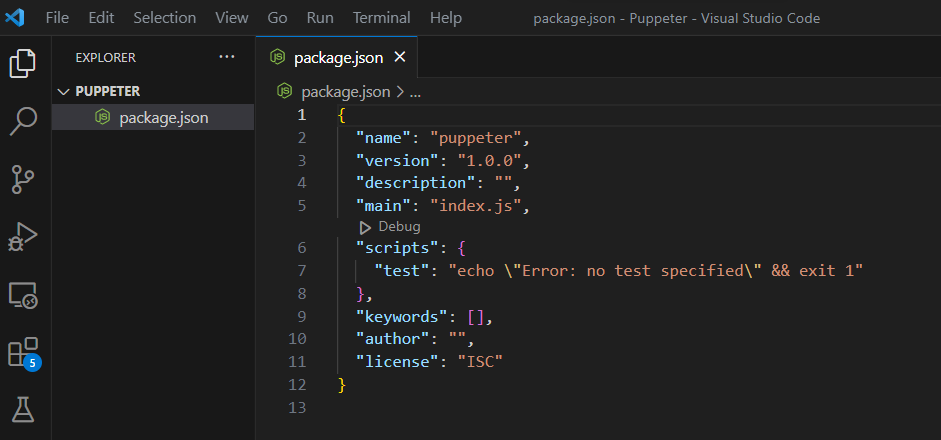 File Edit Selection View Go Run Terminal Help package.json - Puppeter - Visual Studio Code
EXPLORER ...
PUPPETER
package.json
package.json
package.json > ...
1 {
2 "name": "puppeter",
3 "version": "1.0.0",
4 "description": "",
5 "main": "index.js",
Debug
6 "scripts": {
7 "test": "echo \"Error: no test specified\" && exit 1"
8 },
9 "keywords": [],
10 "author": "",
11 "license": "ISC"
12 }
13
5